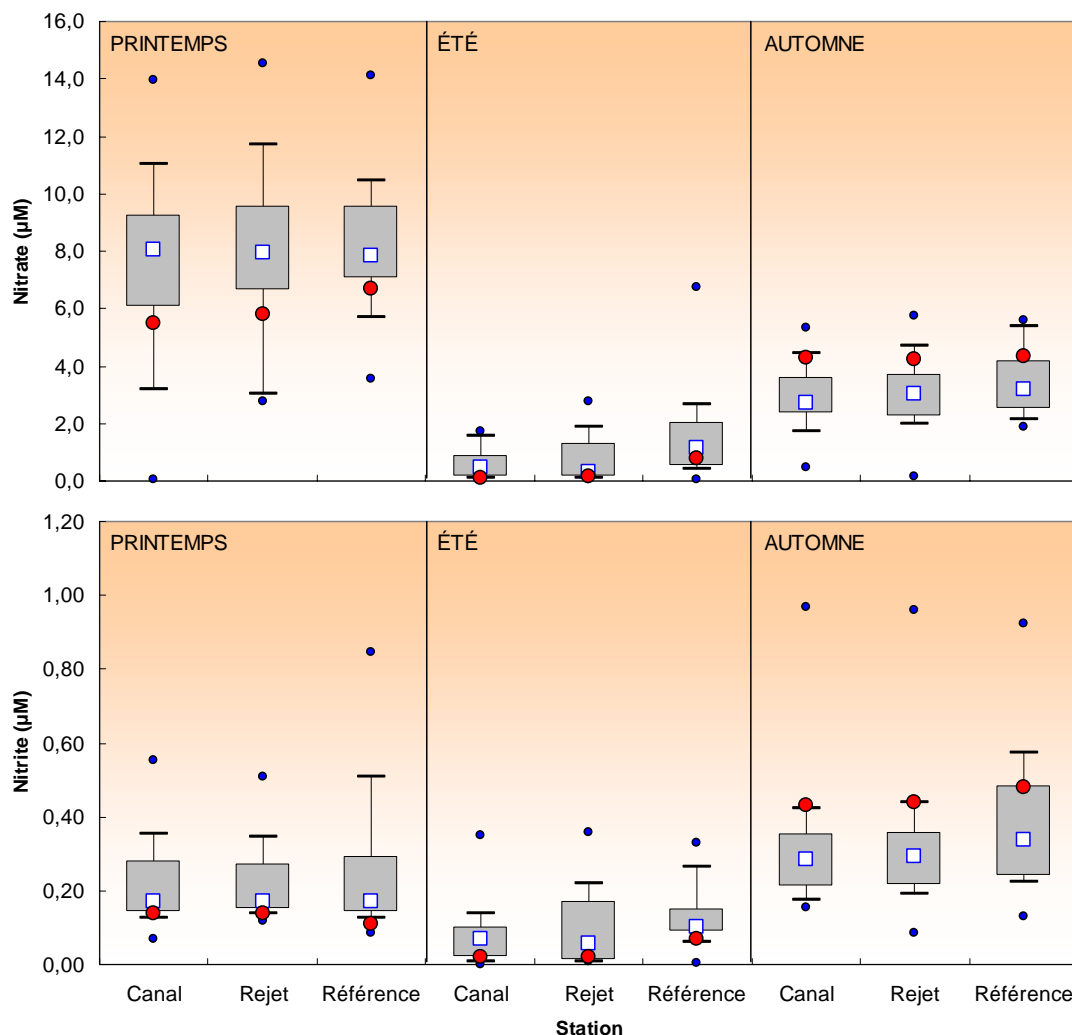 16,0
PRINTEMPS
ÉTÉ
AUTOMNE
14,0
12,0
10,0
8,0
6,0
4,0
2,0
0,0
Nitrate (µM)
1,20
PRINTEMPS
ÉTÉ
AUTOMNE
1,00
0,80
0,60
0,40
0,20
0,00
Nitrite (µM)
Canal Rejet Référence Canal Rejet Référence Canal Rejet Référence
Station